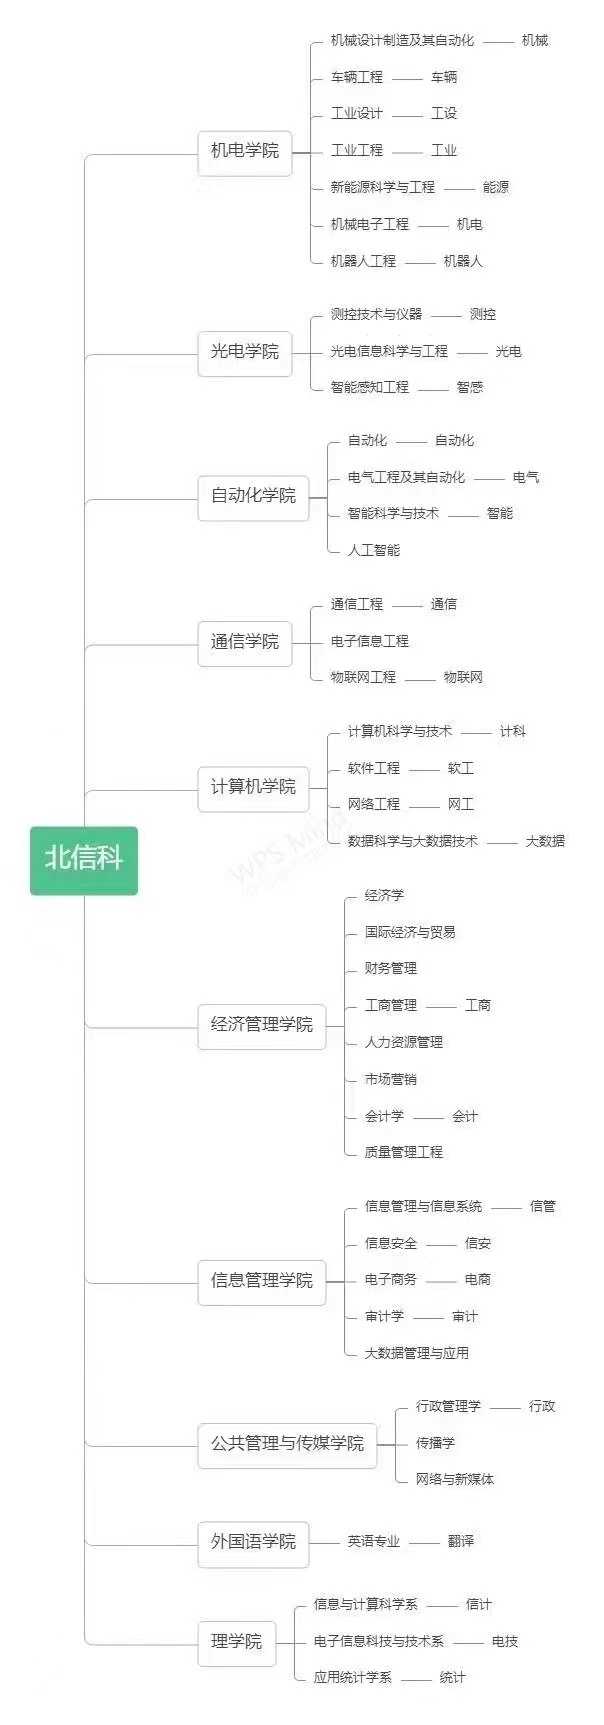 北信科
机电学院
机械设计制造及其自动化 机械
车辆工程 车辆
工业设计 工设
工业工程 工业
新能源科学与工程 能源
机械电子工程 机电
机器人工程 机器人
光电学院
测控技术与仪器 测控
光电信息科学与工程 光电
智能感知工程 智感
自动化学院
自动化 自动化
电气工程及其自动化 电气
智能科学与技术 智能
人工智能
通信学院
通信工程 通信
电子信息工程
物联网工程 物联网
计算机学院
计算机科学与技术 计科
软件工程 软工
网络工程 网工
数据科学与大数据技术 大数据
WPS Mind
经济管理学院
经济学
国际经济与贸易
财务管理
工商管理 工商
人力资源管理
市场营销
会计学 会计
质量管理工程
信息管理学院
信息管理与信息系统 信管
信息安全 信安
电子商务 电商
审计学 审计
大数据管理与应用
公共管理与传媒学院
行政管理学 行政
传播学
网络与新媒体
外国语学院
英语专业 翻译
理学院
信息与计算科学系 信计
电子信息科技与技术系 电技
应用统计学系 统计